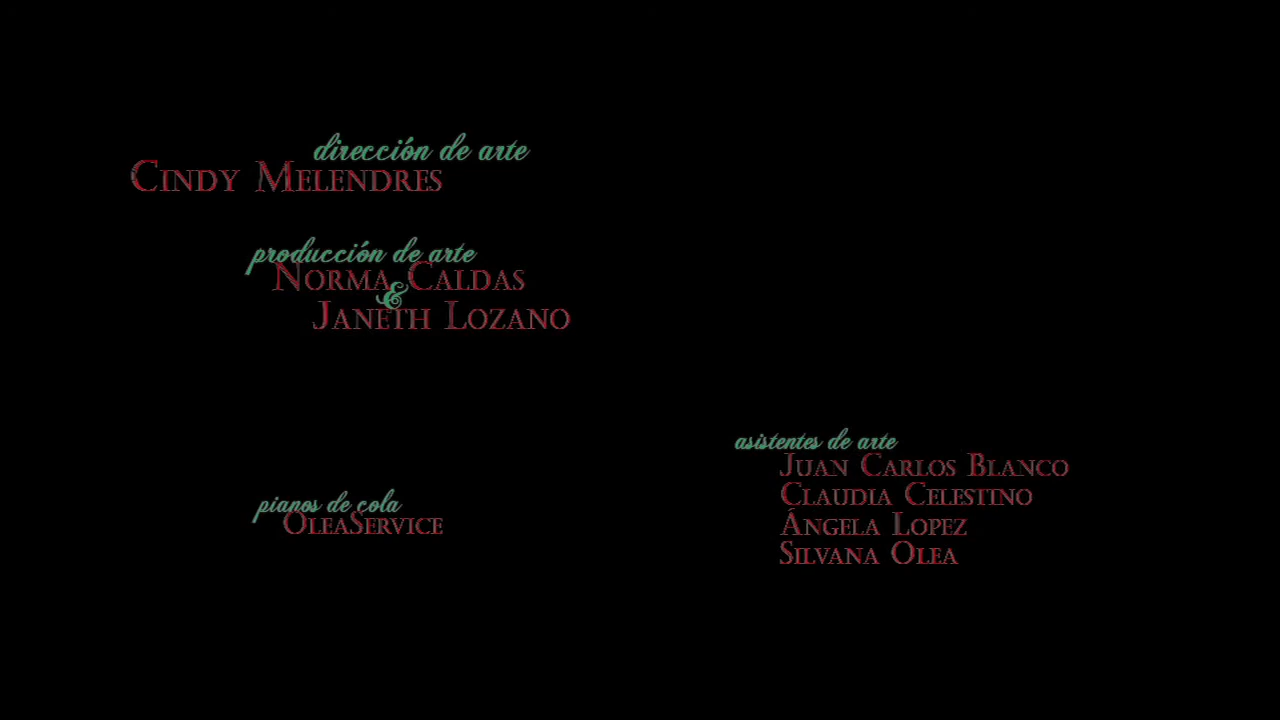 dirección de arte
Cindy Melendres
producción de arte
Norma Caldas
&
Janeth Lozano
pianos de cola
OleaService
asistentes de arte
Juan Carlos Blanco
Claudia Celestino
Ángela Lopez
Silvana Olea